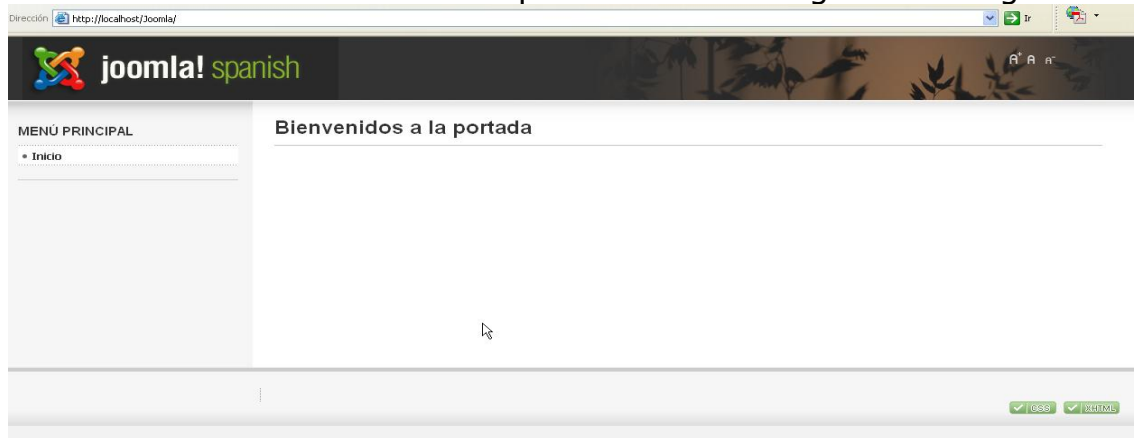 Dirección http://localhost/Joomla/ Ir
joomla! spanish
A+ A A-
MENÚ PRINCIPAL
Bienvenidos a la portada
Inicio
CSS XHTML